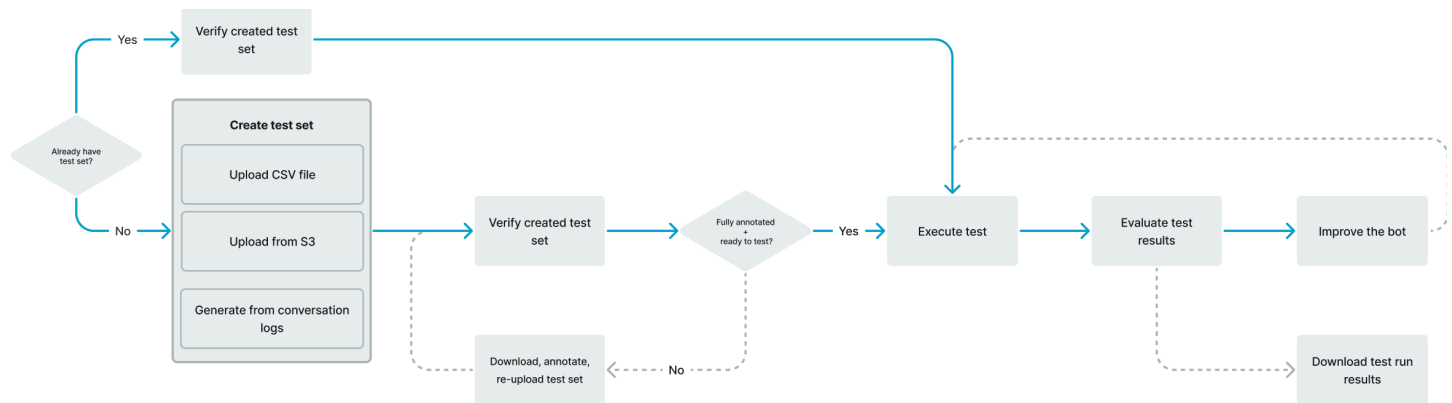 Yes
Verify created test
set
Already have
test set?
No
Create test set
Upload CSV file
Upload from S3
Generate from conversation
logs
Verify created test
set
Fully annotated
+
ready to test?
Yes
Execute test
Evaluate test
results
Improve the bot
Download, annotate,
re-upload test set
No
Download test run
results